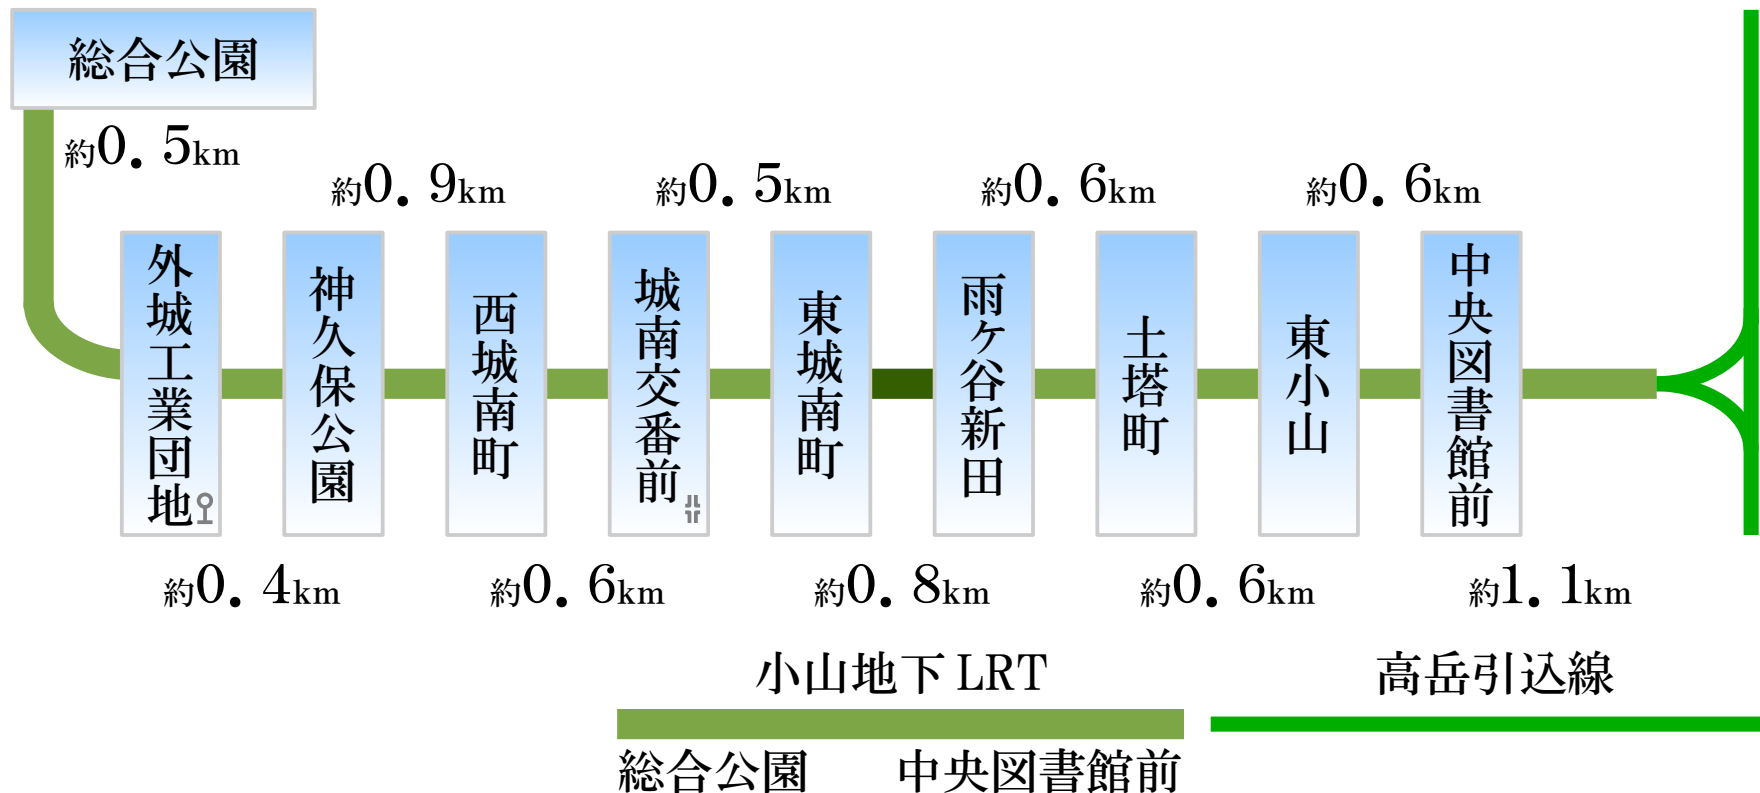 総合公園
約0.5km
約0.9km
約0.5km
約0.6km
約0.6km
外城工業団地
神久保公園
西城南町
城南交番前
東城南町
雨ヶ谷新田
土塔町
東小山
中央図書館前
約0.4km
約0.6km
約0.8km
約0.6km
約1.1km
小山地下LRT
高岳引込線
総合公園 中央図書館前